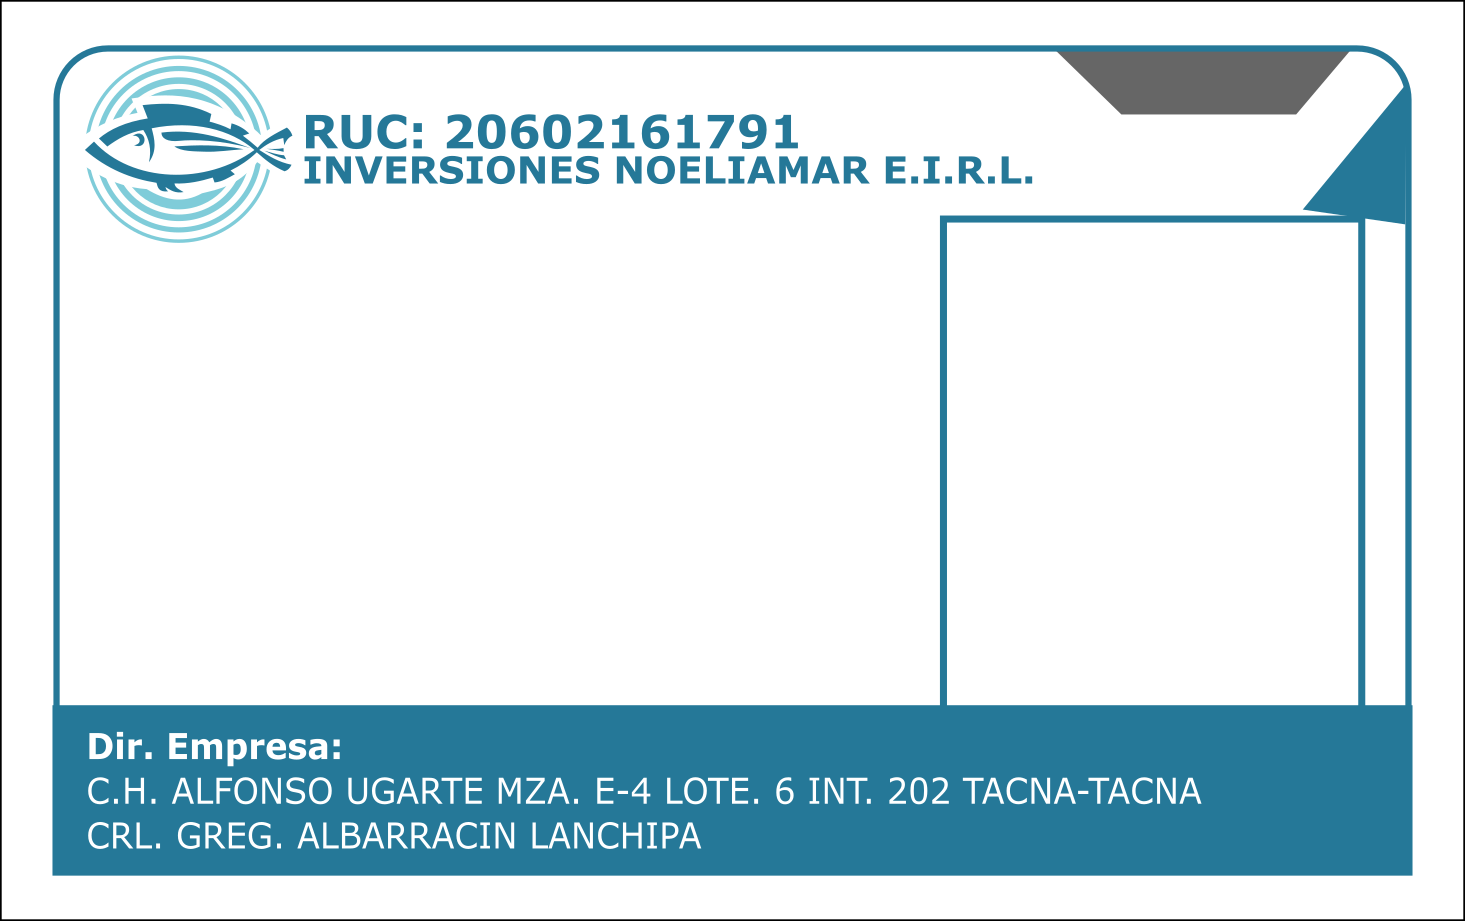 RUC: 20602161791
INVERSIONES NOELIAMAR E.I.R.L.
Dir. Empresa:
C.H. ALFONSO UGARTE MZA. E-4 LOTE. 6 INT. 202 TACNA-TACNA
CRL. GREG. ALBARRACIN LANCHIPA